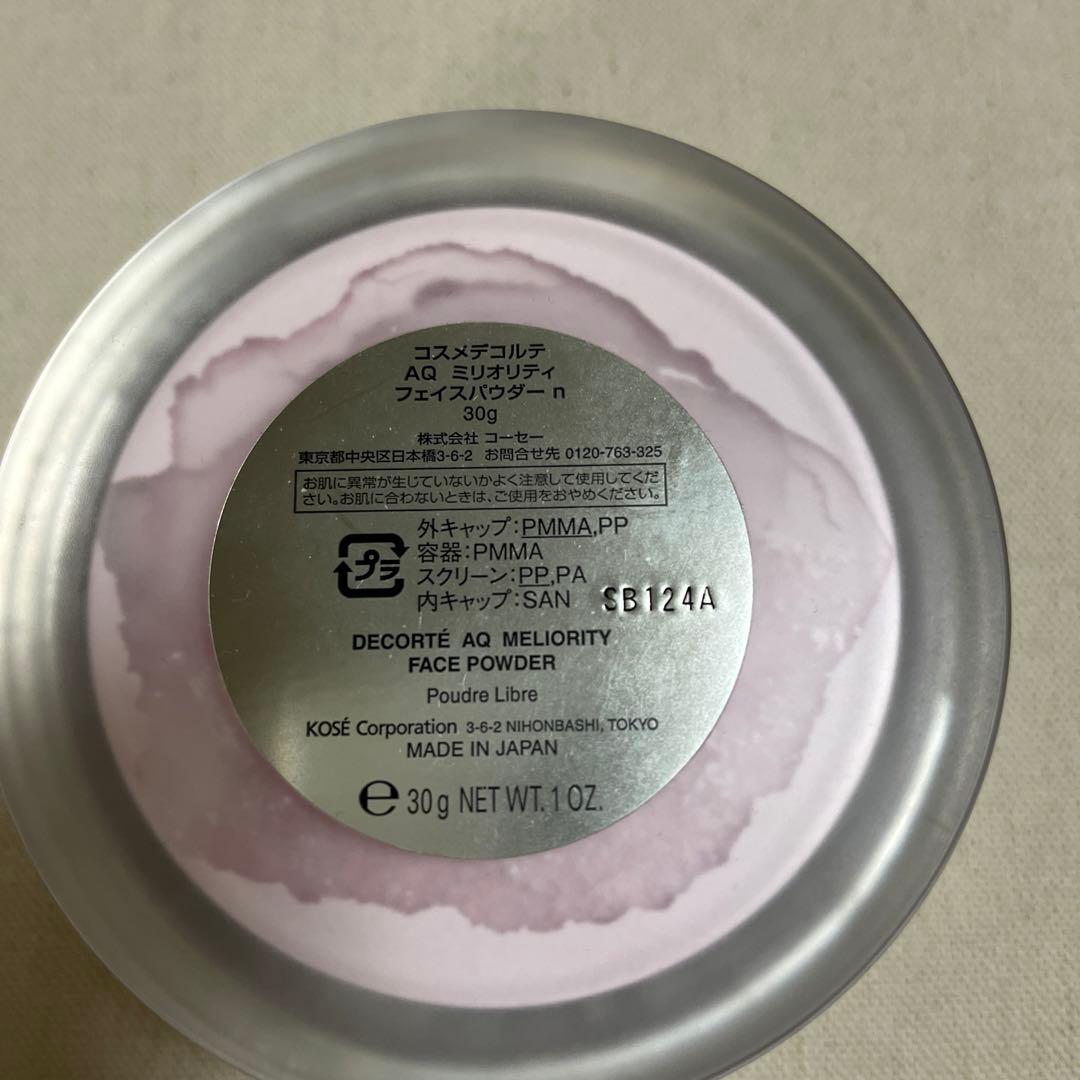 コスメデコルテ
AQ ミリオリティ
フェイスパウダー n
30g
株式会社 コーセー
東京都中央区日本橋3-6-2 お問合せ先 0120-763-325
お肌に異常が生じていないかよく注意して使用してくだ
さい。お肌に合わないときは、ご使用をおやめください。
外キャップ:PMMA,PP
プラ 容器:PMMA
スクリーン:PP,PA
内キャップ:SAN SB124A
DECORTÉ AQ MELIORITY
FACE POWDER
Poudre Libre
KOSÉ Corporation 3-6-2 NIHONBASHI, TOKYO
MADE IN JAPAN
℮ 30g NET WT. 1 OZ.